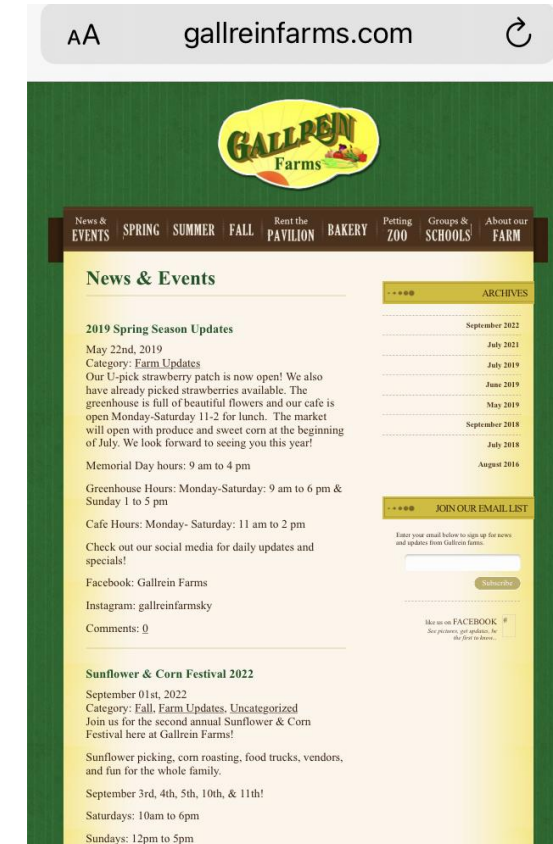 AA
gallreinfarms.com
GALLREIN
Farms
News &
EVENTS
SPRING
SUMMER
FALL
Rent the
PAVILION
BAKERY
Petting
ZOO
Groups &
SCHOOLS
About our
FARM
News & Events
2019 Spring Season Updates
May 22nd, 2019
Category: Farm Updates
Our U-pick strawberry patch is now open! We also
have already picked strawberries available. The
greenhouse is full of beautiful flowers and our cafe is
open Monday-Saturday 11-2 for lunch. The market
will open with produce and sweet corn at the beginning
of July. We look forward to seeing you this year!
Memorial Day hours: 9 am to 4 pm
Greenhouse Hours: Monday-Saturday: 9 am to 6 pm &
Sunday 1 to 5 pm
Cafe Hours: Monday- Saturday: 11 am to 2 pm
Check out our social media for daily updates and
specials!
Facebook: Gallrein Farms
Instagram: gallreinfarmsky
Comments: 0
Sunflower & Corn Festival 2022
September 01st, 2022
Category: Fall, Farm Updates, Uncategorized
Join us for the second annual Sunflower & Corn
Festival here at Gallrein Farms!
Sunflower picking, corn roasting, food trucks, vendors,
and fun for the whole family.
September 3rd, 4th, 5th, 10th, & 11th!
Saturdays: 10am to 6pm
Sundays: 12pm to 5pm
ARCHIVES
September 2022
July 2021
July 2019
June 2019
May 2019
September 2018
July 2018
August 2016
JOIN OUR EMAIL LIST
Enter your email below to sign up for news
and updates from Gallrein farms.
Subscribe
like us on FACEBOOK
See pictures, get updates, be
the first to know...